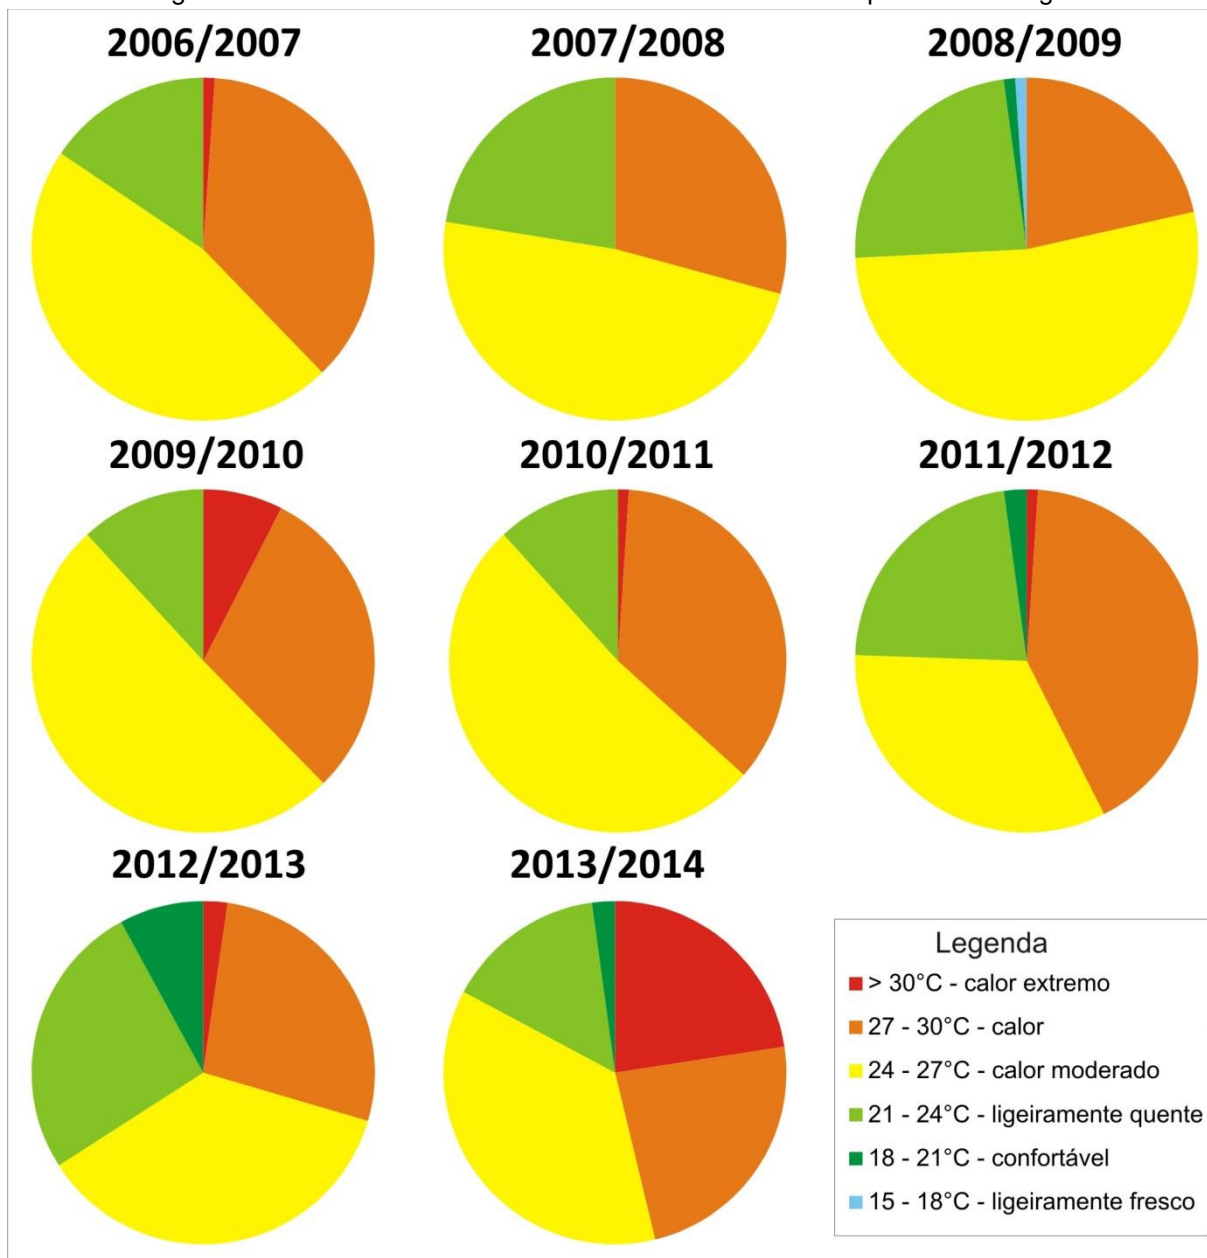 2006/2007
2007/2008
2008/2009
2009/2010
2010/2011
2011/2012
2012/2013
2013/2014
Legenda
> 30°C - calor extremo
27 - 30°C - calor
24 - 27°C - calor moderado
21 - 24°C - ligeiramente quente
18 - 21°C - confortável
15 - 18°C - ligeiramente fresco